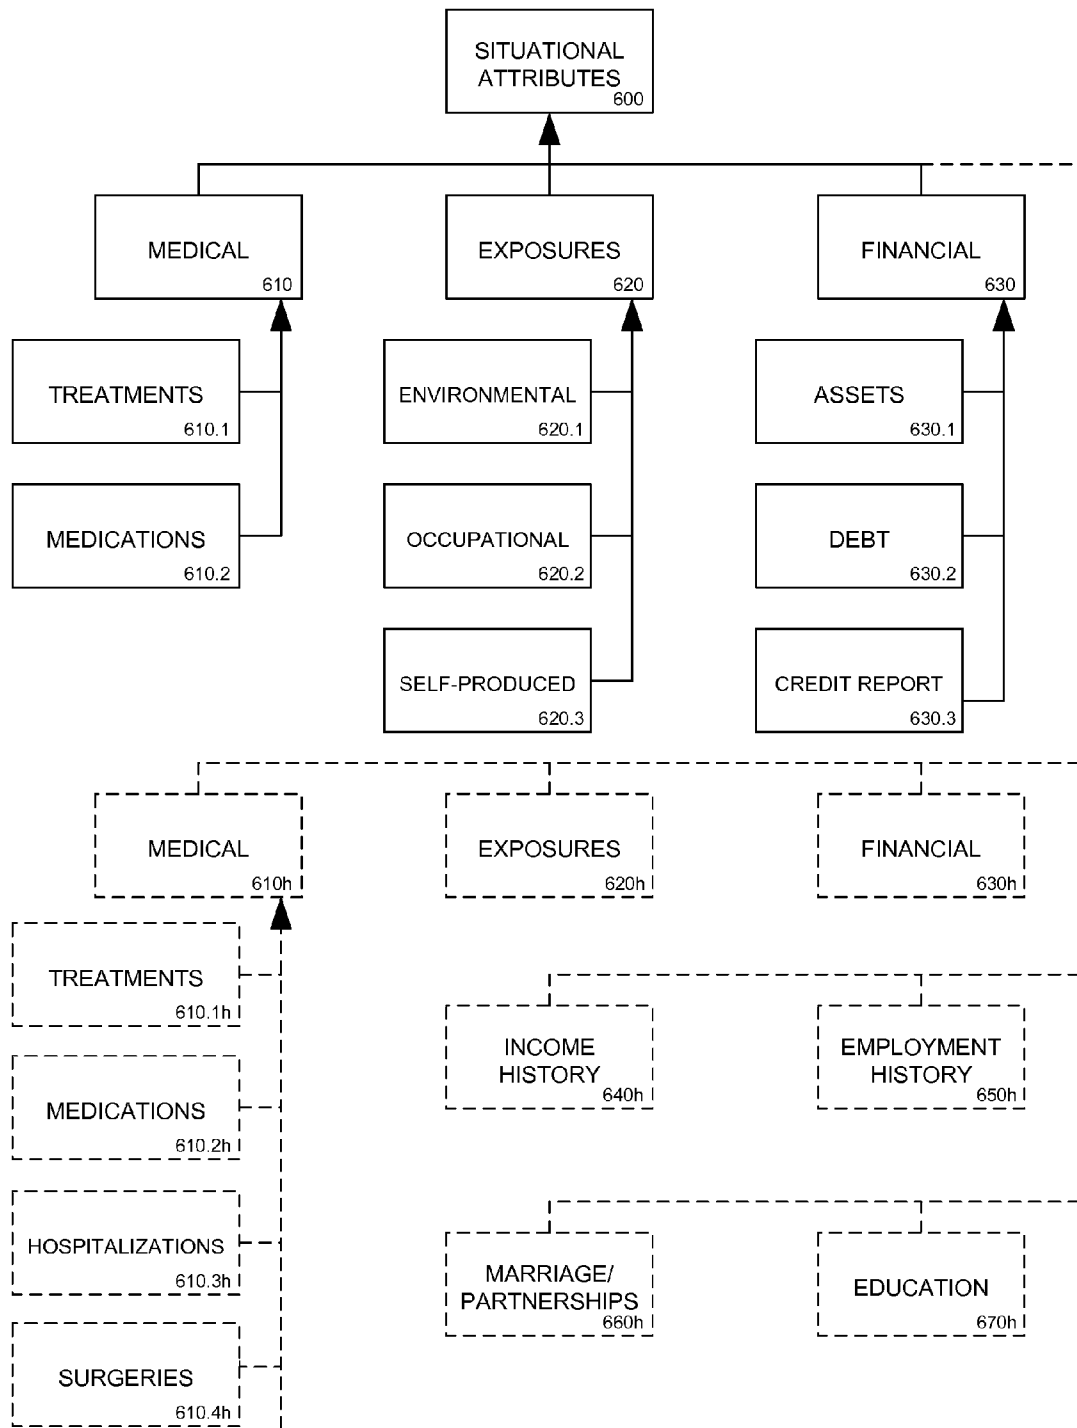 SITUATIONAL
ATTRIBUTES
600
MEDICAL
610
EXPOSURES
620
FINANCIAL
630
TREATMENTS
610.1
ENVIRONMENTAL
620.1
ASSETS
630.1
MEDICATIONS
610.2
OCCUPATIONAL
620.2
DEBT
630.2
SELF-PRODUCED
620.3
CREDIT REPORT
630.3
MEDICAL
610h
EXPOSURES
620h
FINANCIAL
630h
TREATMENTS
610.1h
INCOME
HISTORY
640h
EMPLOYMENT
HISTORY
650h
MEDICATIONS
610.2h
HOSPITALIZATIONS
610.3h
MARRIAGE/
PARTNERSHIPS
660h
EDUCATION
670h
SURGERIES
610.4h